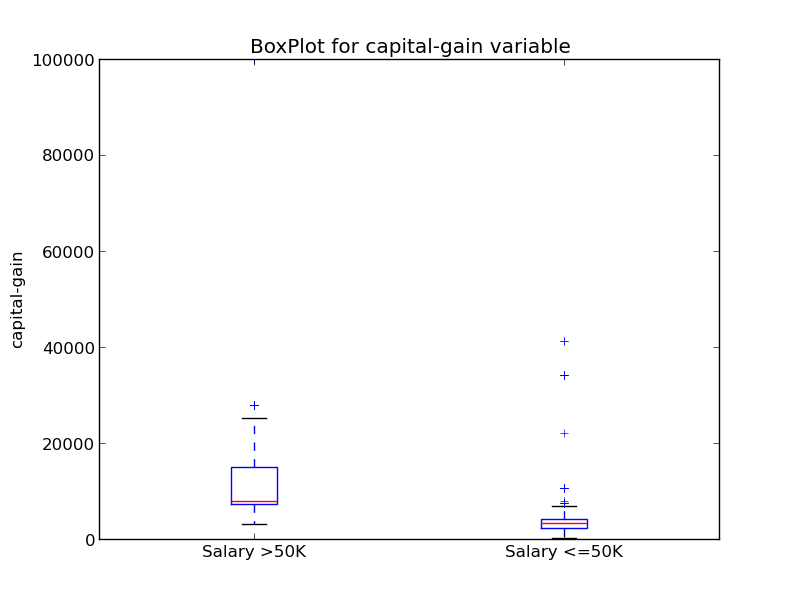 BoxPlot for capital-gain variable
100000
80000
60000
40000
20000
0
capital-gain
Salary >50K
Salary <=50K